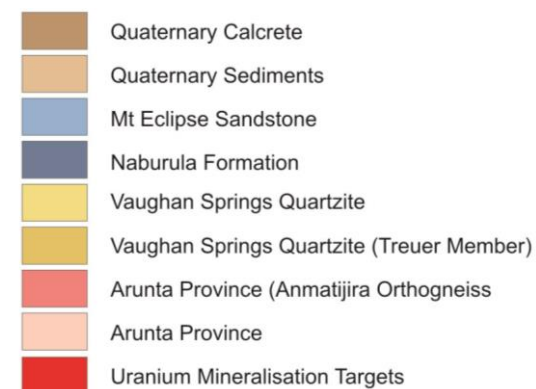 Quaternary Calcrete
Quaternary Sediments
Mt Eclipse Sandstone
Naburula Formation
Vaughan Springs Quartzite
Vaughan Springs Quartzite (Treuer Member)
Arunta Province (Anmatijira Orthogneiss
Arunta Province
Uranium Mineralisation Targets